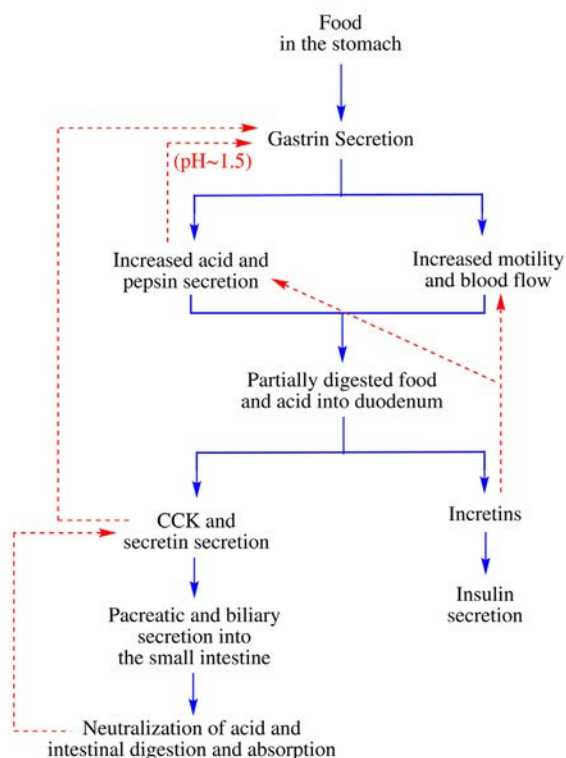 Food
in the stomach
Gastrin Secretion
(pH~1.5)
Increased acid and
pepsin secretion
Increased motility
and blood flow
Partially digested food
and acid into duodenum
CCK and
secretin secretion
Incretins
Insulin
secretion
Pacreatic and biliary
secretion into
the small intestine
Neutralization of acid and
intestinal digestion and absorption